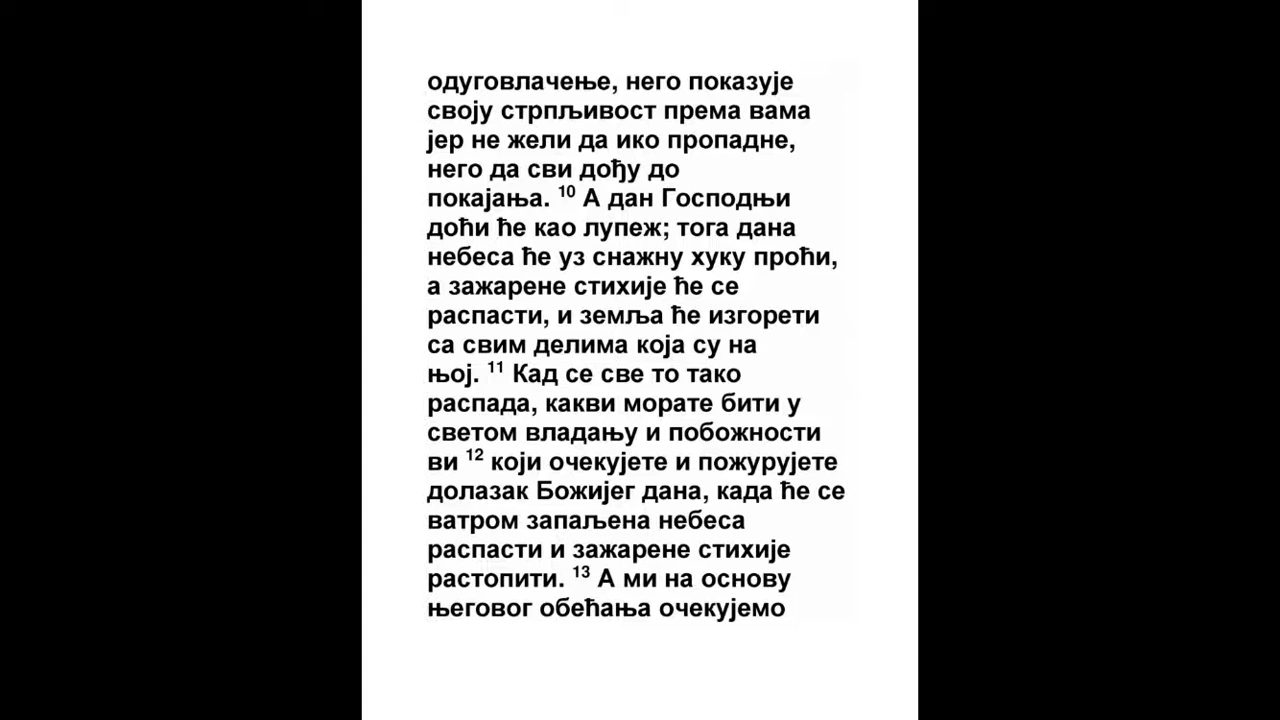 одуговлачење, него показује
своју стрпљивост према вама
јер не жели да ико пропадне,
него да сви дођу до
покајања. 10 А дан Господњи
доћи ће као лупеж; тога дана
небеса ће уз снажну хуку проћи,
а зажарене стихије ће се
распасти, и земља ће изгорети
са свим делима која су на
њој. 11 Кад се све то тако
распада, какви морате бити у
светом владању и побожности
ви 12 који очекујете и пожурујете
долазак Божијег дана, када ће се
ватром запаљена небеса
распасти и зажарене стихије
растопити. 13 А ми на основу
његовог обећања очекујемо